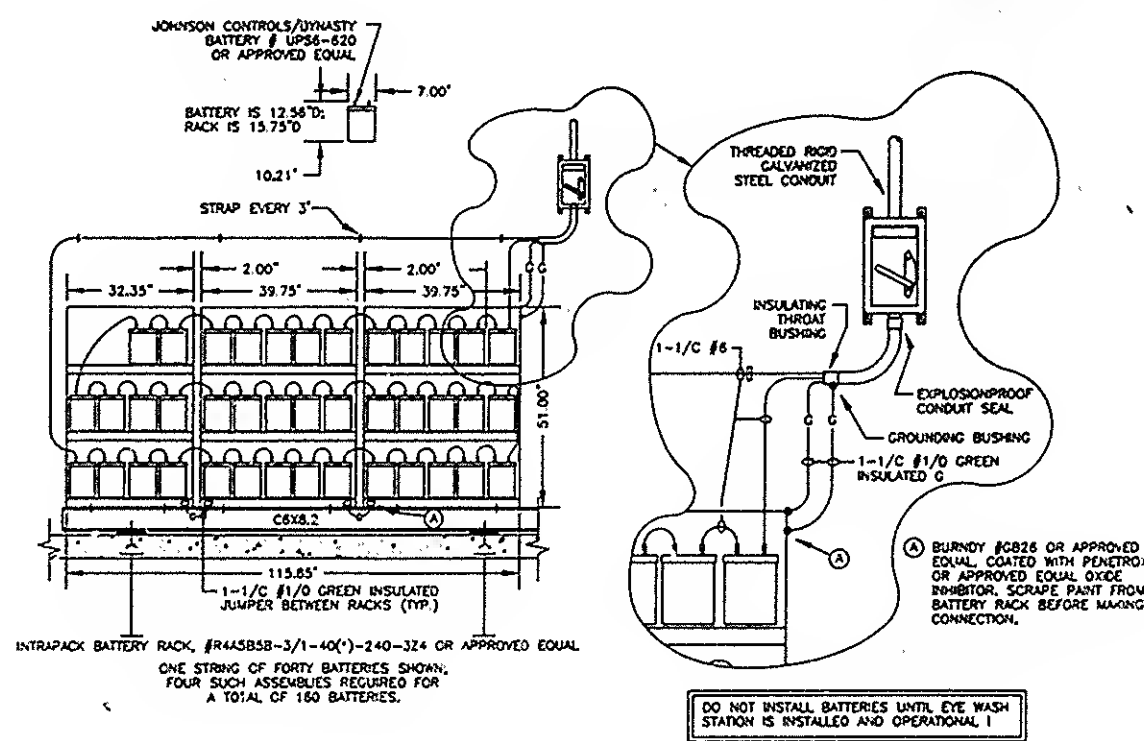 JOHNSON CONTROLS/DYNASTY
BATTERY # UPS6-620
OR APPROVED EQUAL
7.00"
BATTERY IS 12.56"D;
RACK IS 15.75"D
10.21"
STRAP EVERY 3'
2.00"
2.00"
32.35"
39.75"
39.75"
51.00"
G
G
C6X8.2
A
115.85"
1-1/C #1/0 GREEN INSULATED
JUMPER BETWEEN RACKS (TYP.)
INTRAPACK BATTERY RACK, #R4A5B5B-3/1-40(*)-240-3Z4 OR APPROVED EQUAL
ONE STRING OF FORTY BATTERIES SHOWN,
FOUR SUCH ASSEMBLIES REQUIRED FOR
A TOTAL OF 160 BATTERIES.
THREADED RIGID
GALVANIZED
STEEL CONDUIT
INSULATING
THROAT
BUSHING
1-1/C #6
EXPLOSIONPROOF
CONDUIT SEAL
GROUNDING BUSHING
G
G
1-1/C #1/0 GREEN
INSULATED G
A
A BURNDY #GB26 OR APPROVED
EQUAL, COATED WITH PENETROX
OR APPROVED EQUAL OXIDE
INHIBITOR. SCRAPE PAINT FROM
BATTERY RACK BEFORE MAKING
CONNECTION.
DO NOT INSTALL BATTERIES UNTIL EYE WASH
STATION IS INSTALLED AND OPERATIONAL !